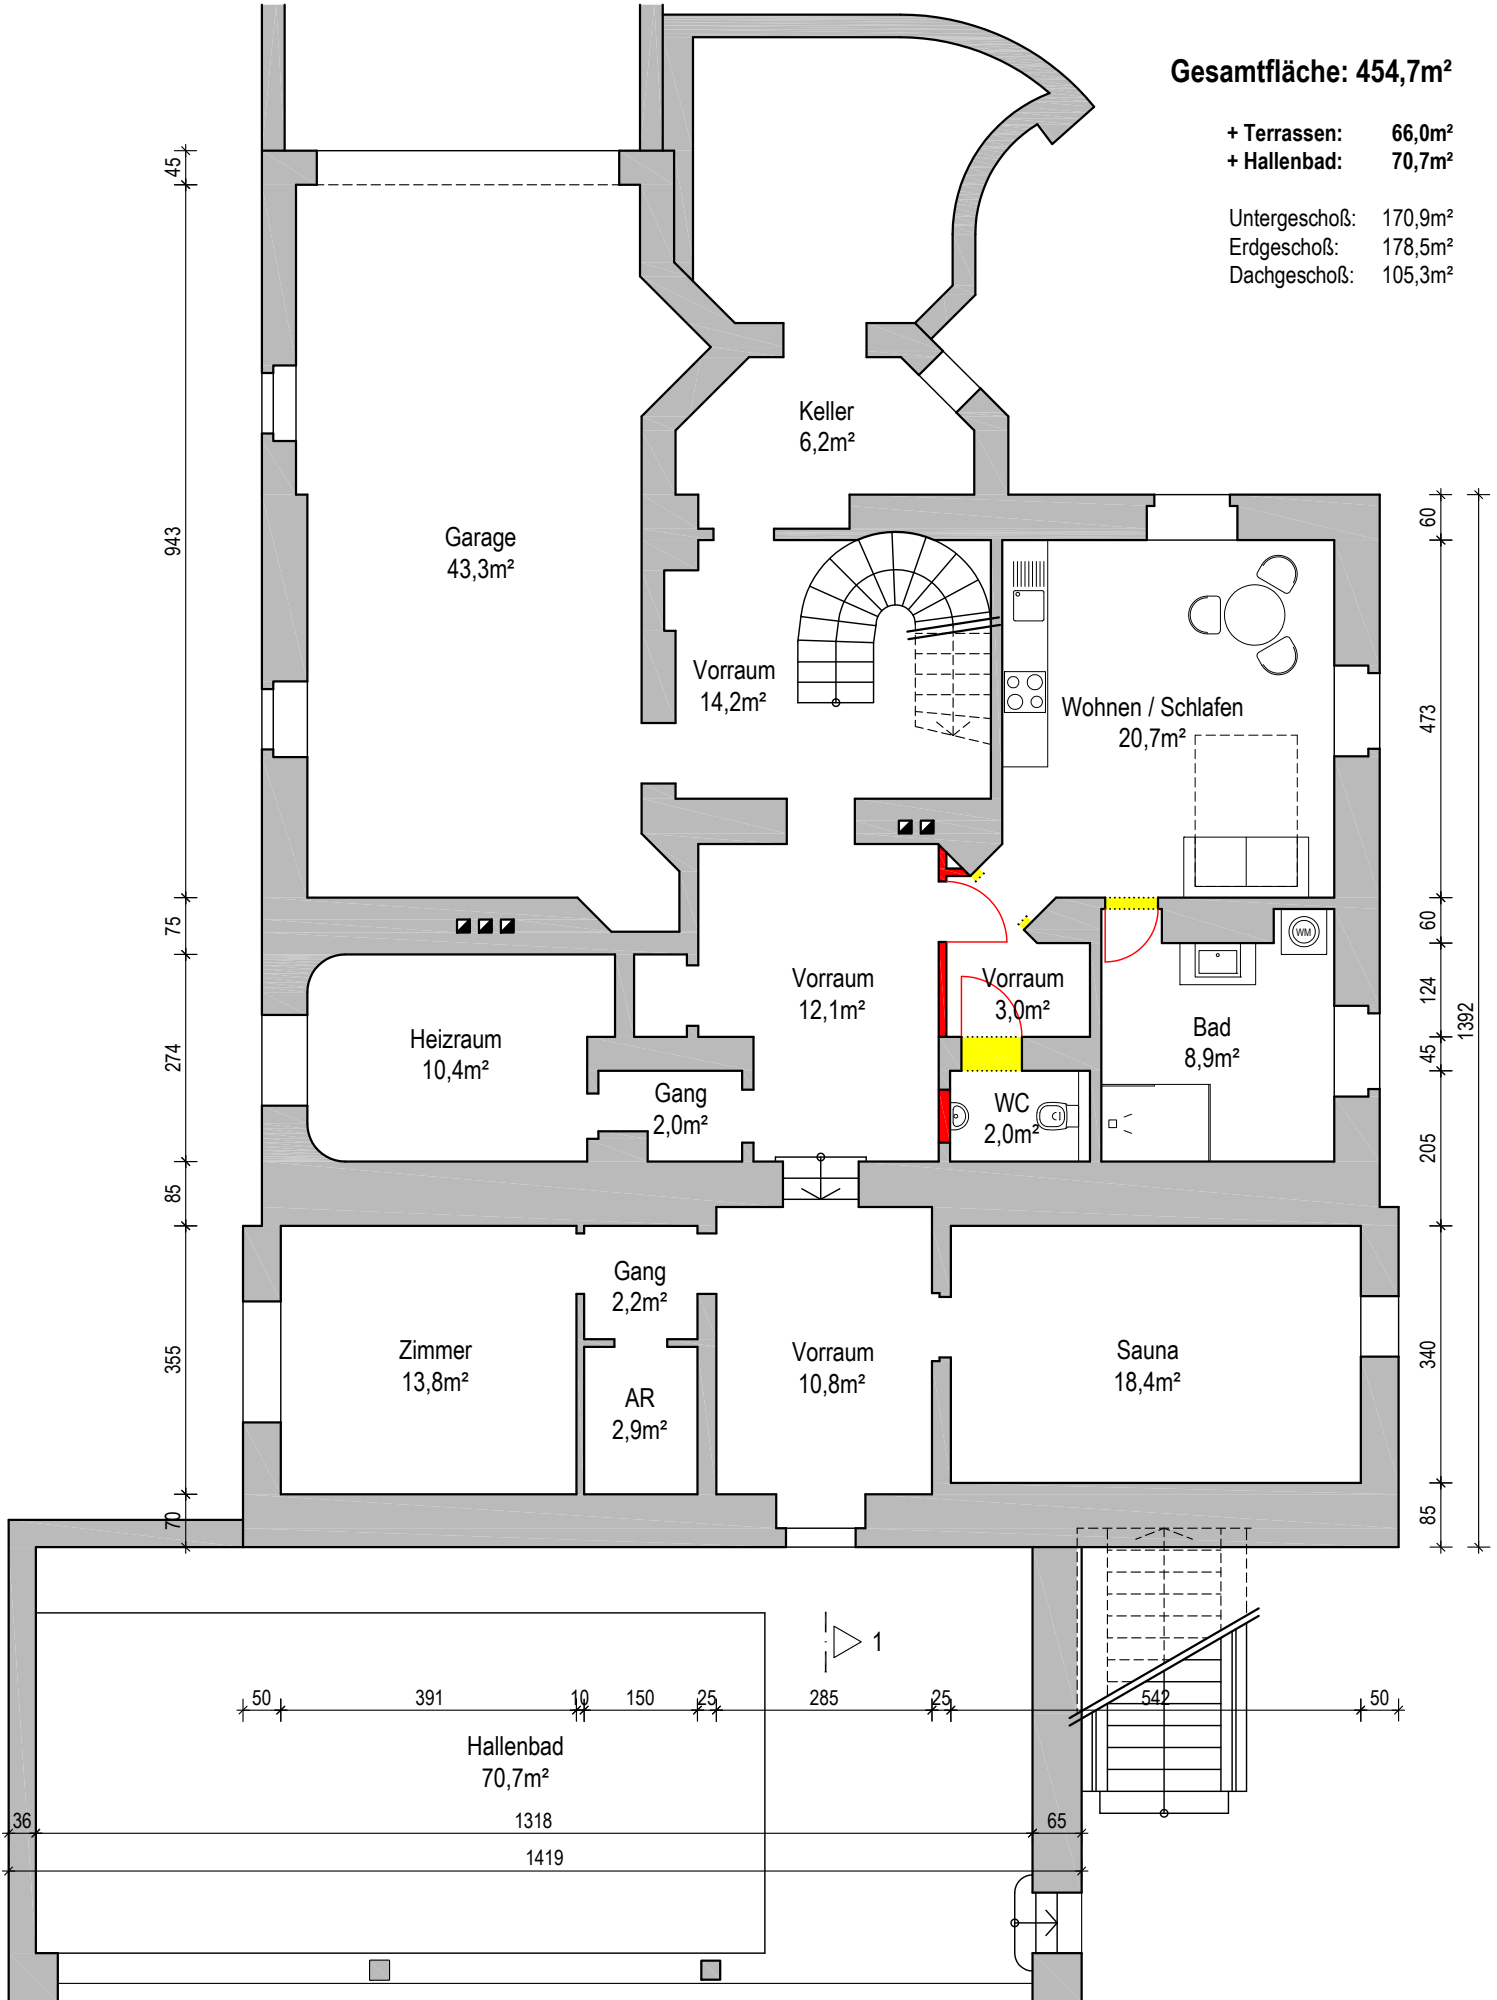 Gesamtfläche: 454,7m²
+ Terrassen: 66,0m²
+ Hallenbad: 70,7m²
Untergeschoß: 170,9m²
Erdgeschoß: 178,5m²
Dachgeschoß: 105,3m²
45
943
75
274
85
355
70
Keller
6,2m²
Garage
43,3m²
Vorraum
14,2m²
Wohnen / Schlafen
20,7m²
Vorraum
12,1m²
Vorraum
3,0m²
WM
Bad
8,9m²
Heizraum
10,4m²
Gang
2,0m²
WC
2,0m²
Gang
2,2m²
Zimmer
13,8m²
AR
2,9m²
Vorraum
10,8m²
Sauna
18,4m²
60
473
60
124
45
205
340
85
1392
1
50 391 10 150 25 285 25 542 50
Hallenbad
70,7m²
36 1318 65
1419